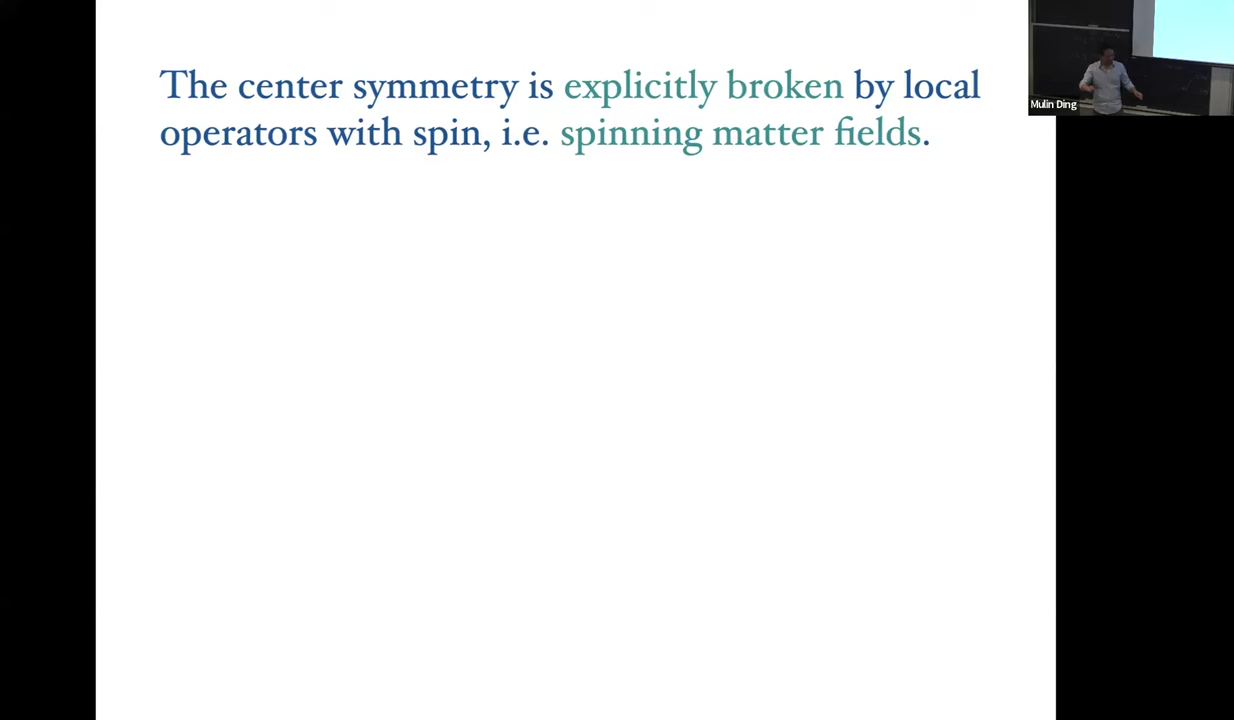 The center symmetry is explicitly broken by local
operators with spin, i.e. spinning matter fields.
Mulin Ding